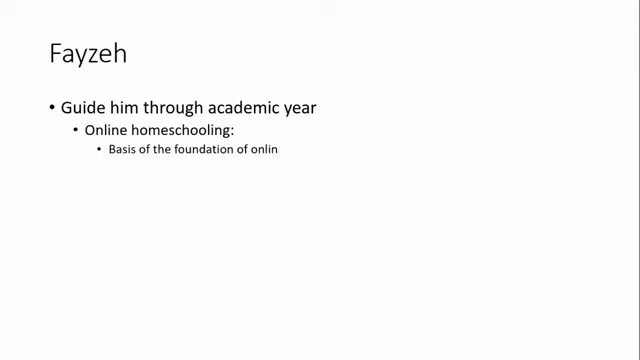 Fayzeh
• Guide him through academic year
• Online homeschooling:
• Basis of the foundation of onlin